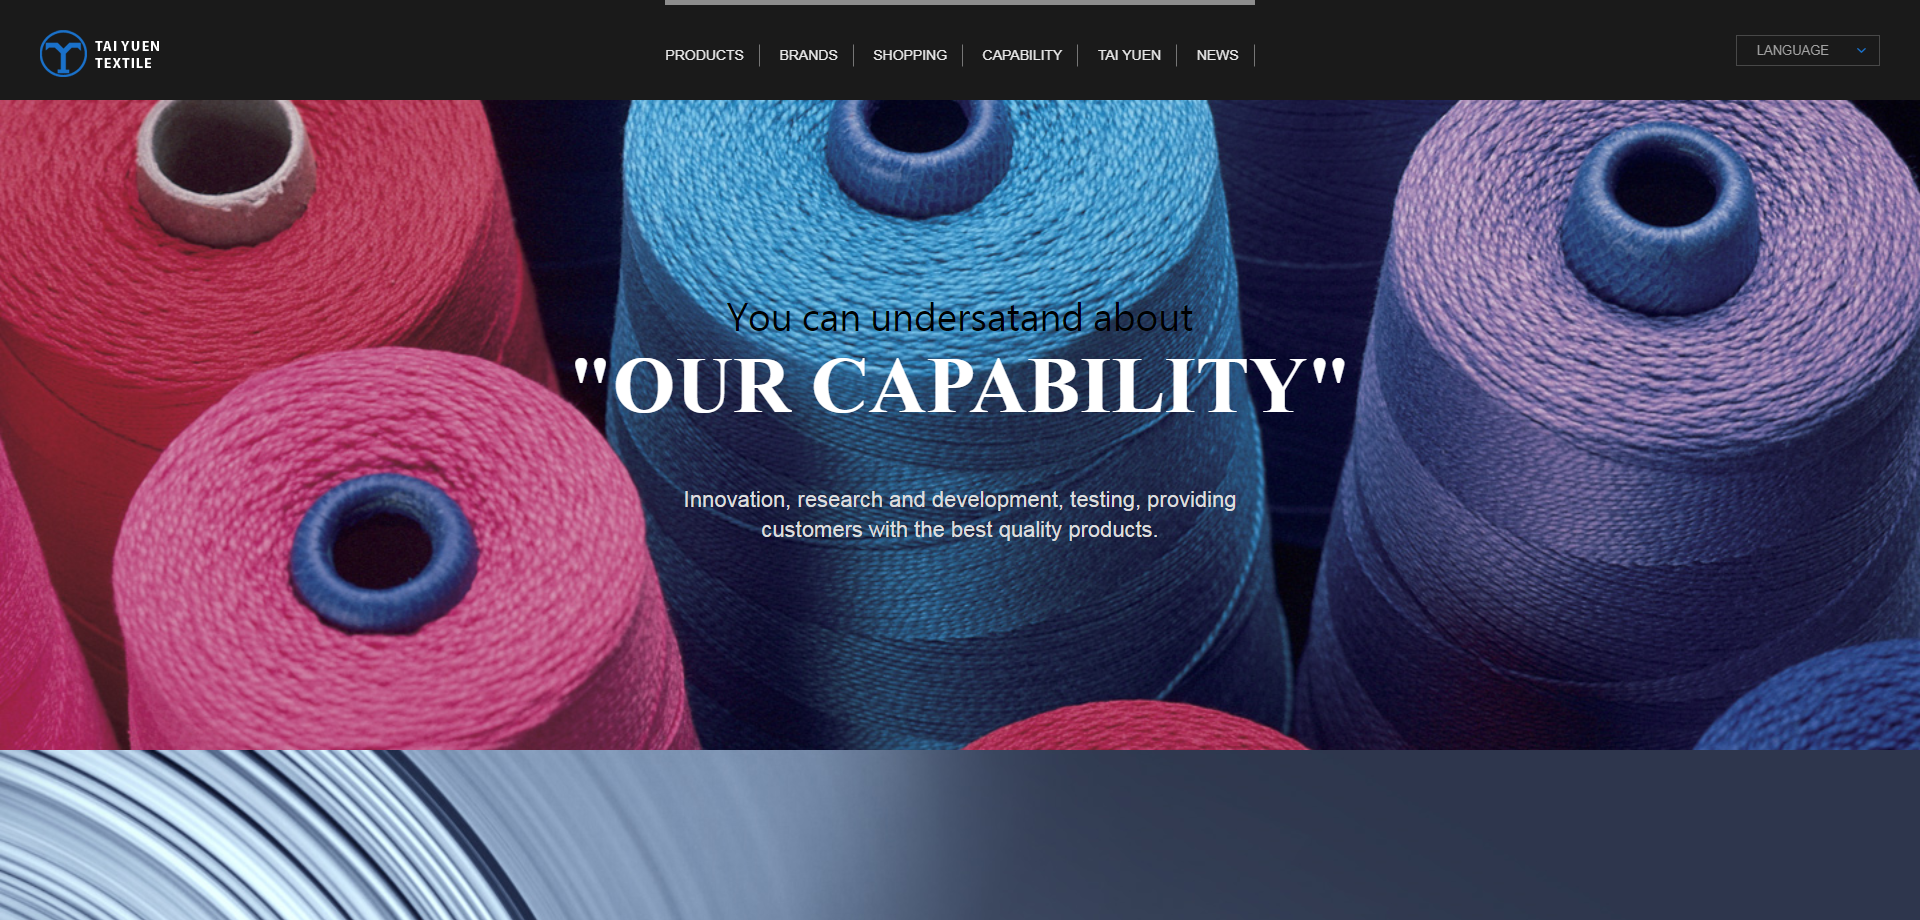 TAI YUEN
TEXTILE
PRODUCTS
BRANDS
SHOPPING
CAPABILITY
TAI YUEN
NEWS
LANGUAGE
You can undersatand about
"OUR CAPABILITY"
Innovation, research and development, testing, providing
customers with the best quality products.